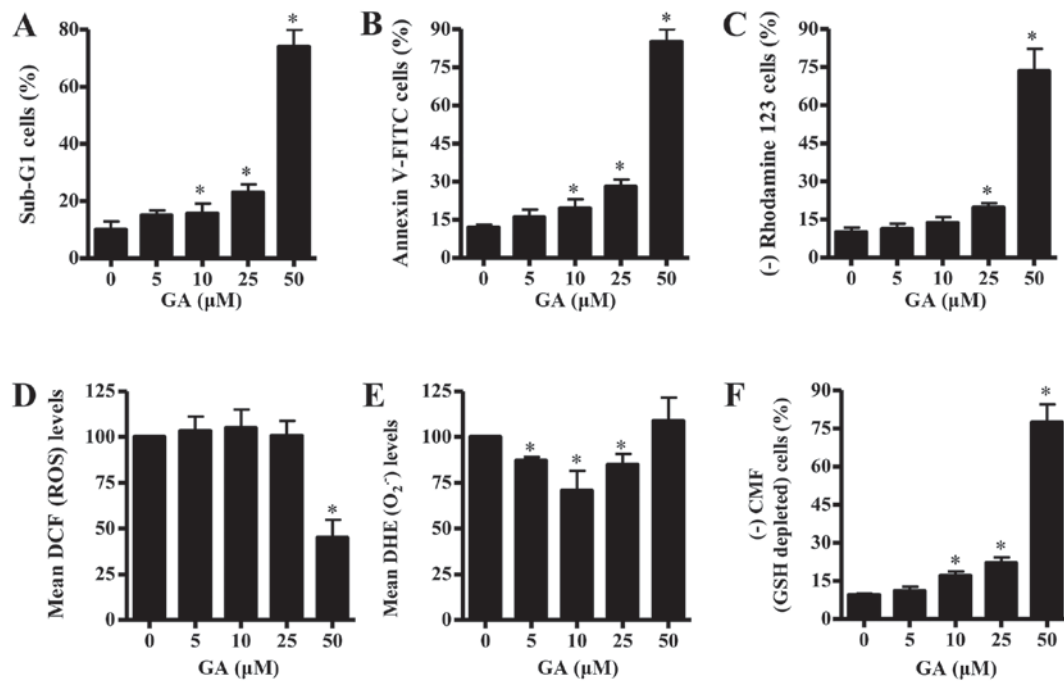 A
Sub-G1 cells (%)
80
60
40
20
0
*
*
*
0 5 10 25 50
GA (µM)
B
Annexin V-FITC cells (%)
90
75
60
45
30
15
0
*
*
*
0 5 10 25 50
GA (µM)
C
(-) Rhodamine 123 cells (%)
90
75
60
45
30
15
0
*
*
0 5 10 25 50
GA (µM)
D
Mean DCF (ROS) levels
125
100
75
50
25
0
*
0 5 10 25 50
GA (µM)
E
Mean DHE (O₂⁻) levels
125
100
75
50
25
0
*
*
*
0 5 10 25 50
GA (µM)
F
(-) CMF
(GSH depleted) cells (%)
90
75
60
45
30
15
0
*
*
*
0 5 10 25 50
GA (µM)